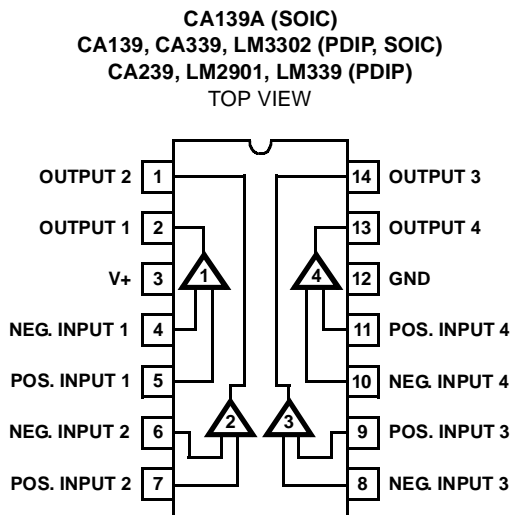 CA139A (SOIC)
CA139, CA339, LM3302 (PDIP, SOIC)
CA239, LM2901, LM339 (PDIP)
TOP VIEW
OUTPUT 2 1 14 OUTPUT 3
OUTPUT 1 2 13 OUTPUT 4
V+ 3 1 4 12 GND
NEG. INPUT 1 4 11 POS. INPUT 4
POS. INPUT 1 5 10 NEG. INPUT 4
NEG. INPUT 2 6 2 3 9 POS. INPUT 3
POS. INPUT 2 7 8 NEG. INPUT 3